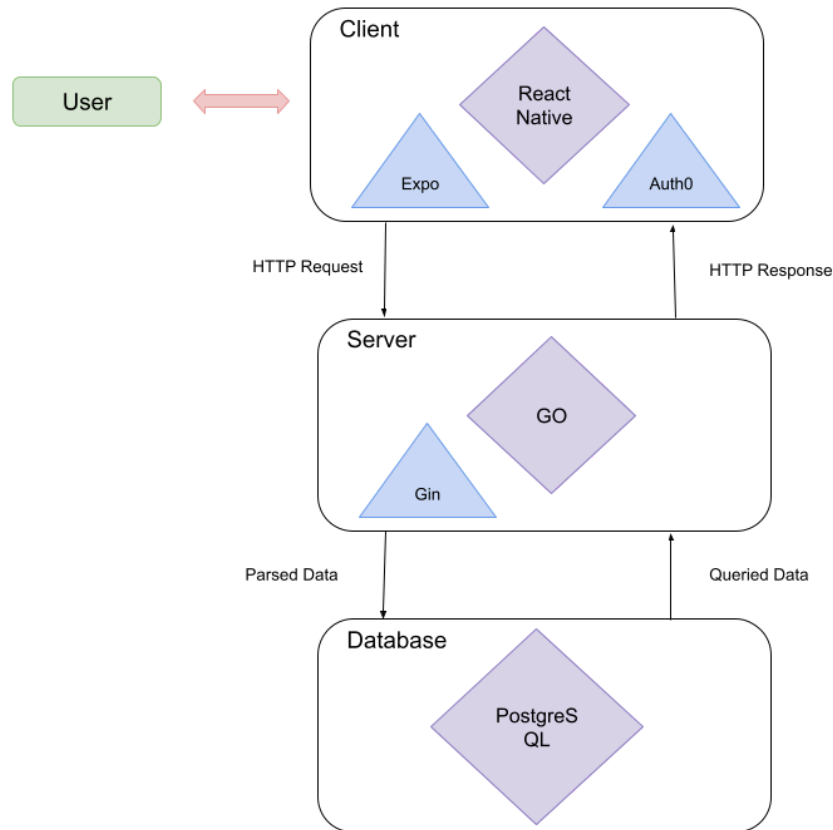 Client
User
React
Native
Expo
Auth0
HTTP Request
HTTP Response
Server
GO
Gin
Parsed Data
Queried Data
Database
PostgreS
QL